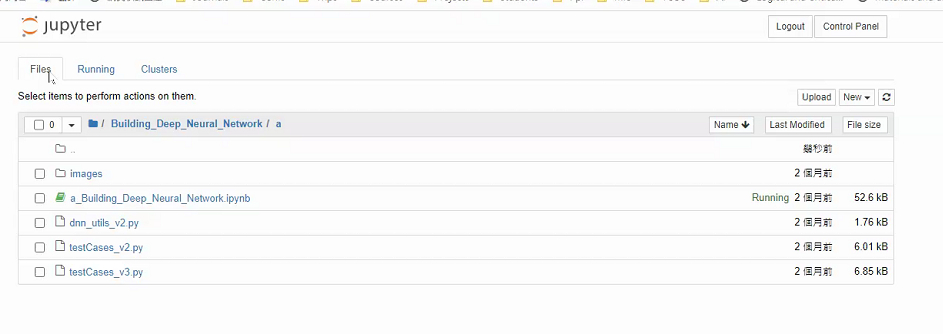 jupyter
Logout Control Panel
Files Running Clusters
Select items to perform actions on them.
Upload New
0 / Building_Deep_Neural_Network / a Name Last Modified File size
.. 幾秒前
images 2 個月前
a_Building_Deep_Neural_Network.ipynb Running 2 個月前 52.6 kB
dnn_utils_v2.py 2 個月前 1.76 kB
testCases_v2.py 2 個月前 6.01 kB
testCases_v3.py 2 個月前 6.85 kB